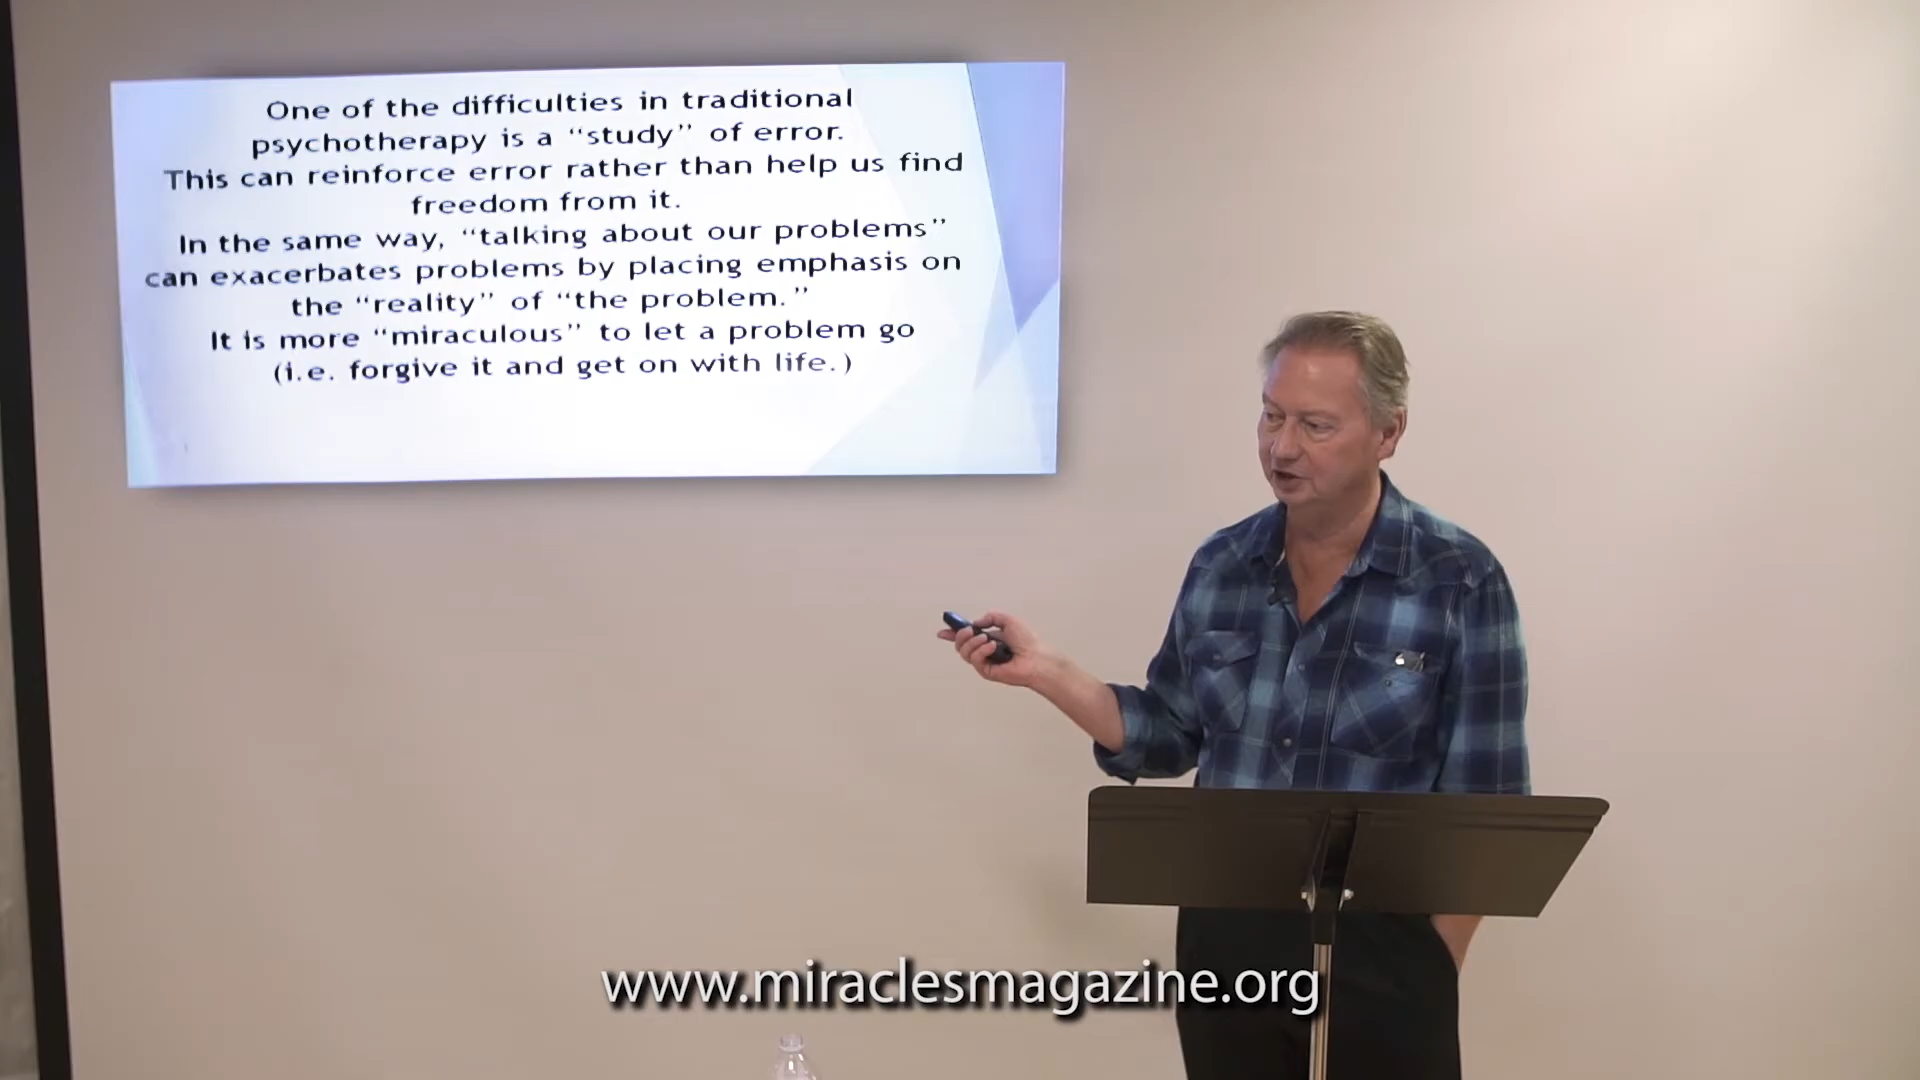 One of the difficulties in traditional
psychotherapy is a “study” of error.
This can reinforce error rather than help us find
freedom from it.
In the same way, “talking about our problems”
can exacerbates problems by placing emphasis on
the “reality” of “the problem.”
It is more “miraculous” to let a problem go
(i.e. forgive it and get on with life.)
www.miraclesmagazine.org